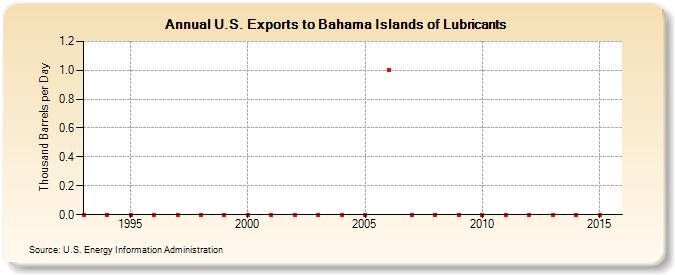 Annual U.S. Exports to Bahama Islands of Lubricants
Thousand Barrels per Day
1.2
1.0
0.8
0.6
0.4
0.2
0.0
1995 2000 2005 2010 2015
Source: U.S. Energy Information Administration